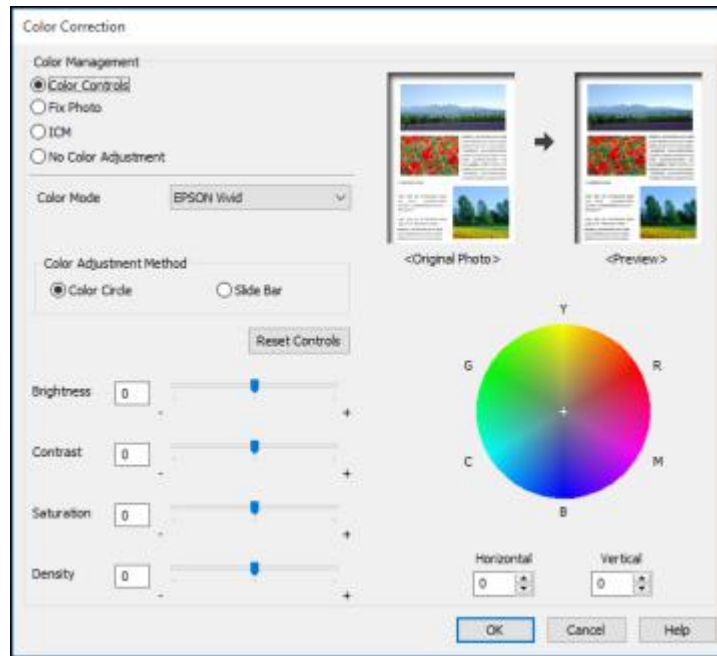 Color Correction
Color Management
Color Controls
Fix Photo
ICM
No Color Adjustment
Color Mode
EPSON Vivid
<Original Photo>
<Preview>
Color Adjustment Method
Color Circle
Slide Bar
Reset Controls
Brightness
0
-
+
Contrast
0
-
+
Saturation
0
-
+
Density
0
-
+
Y
G
R
C
M
B
Horizontal
Vertical
0
0
OK
Cancel
Help